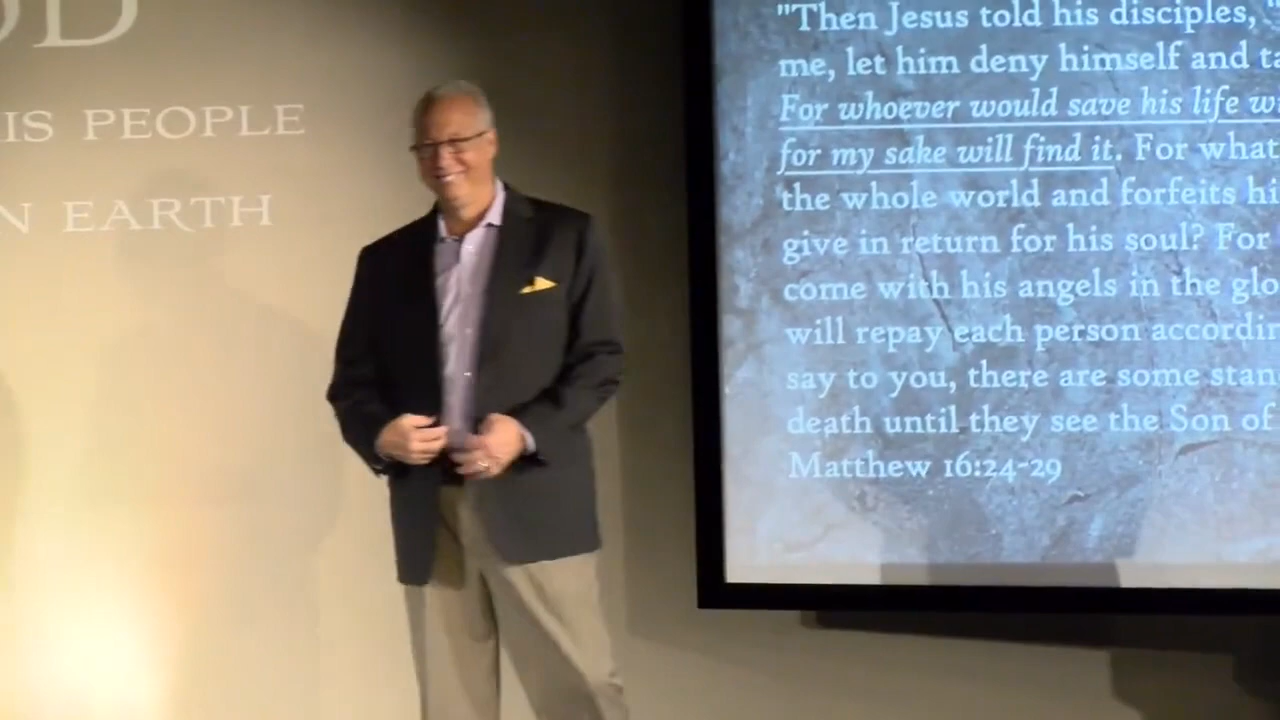 OD
IS PEOPLE
N EARTH
"Then Jesus told his disciples, "
me, let him deny himself and ta
For whoever would save his life w
for my sake will find it. For what
the whole world and forfeits hi
give in return for his soul? For
come with his angels in the glo
will repay each person accordin
say to you, there are some stan
death until they see the Son of
Matthew 16:24-29